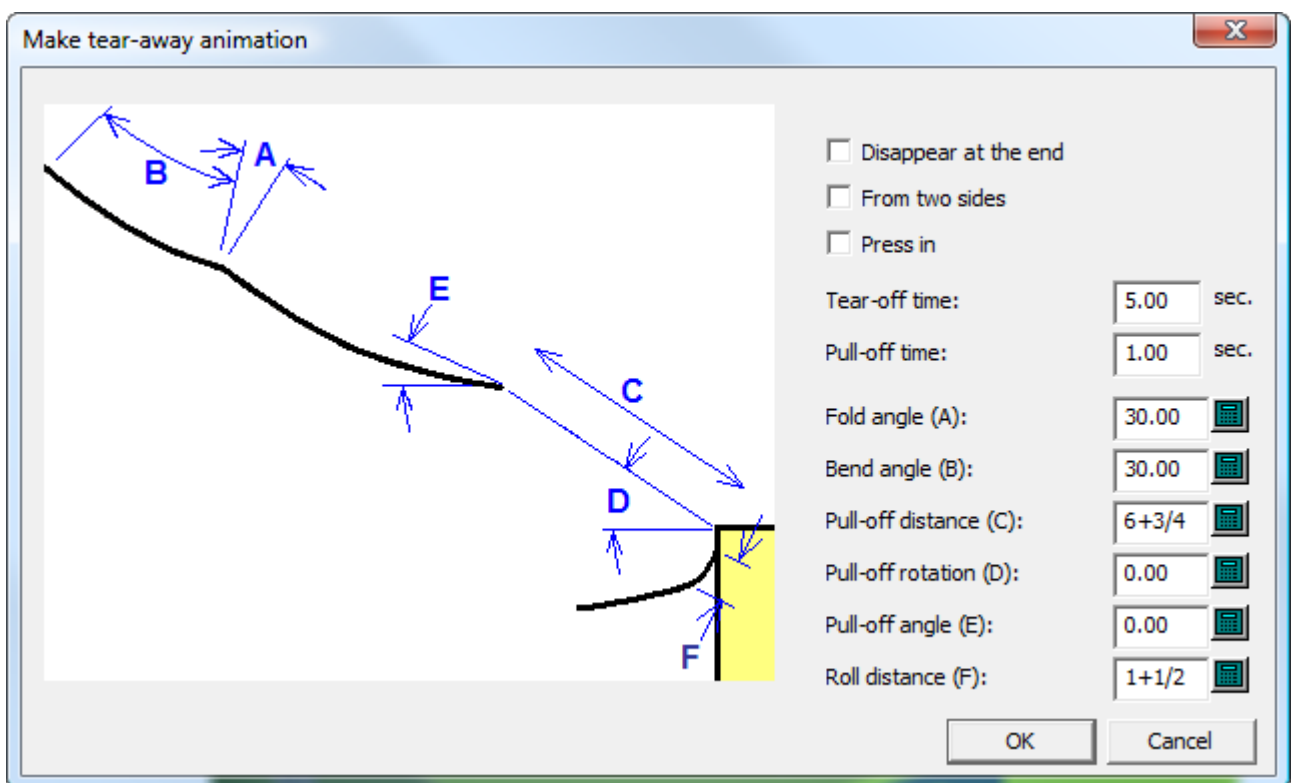 Make tear-away animation
B
A
E
C
D
F
Disappear at the end
From two sides
Press in
Tear-off time: 5.00 sec.
Pull-off time: 1.00 sec.
Fold angle (A): 30.00
Bend angle (B): 30.00
Pull-off distance (C): 6+3/4
Pull-off rotation (D): 0.00
Pull-off angle (E): 0.00
Roll distance (F): 1+1/2
OK Cancel